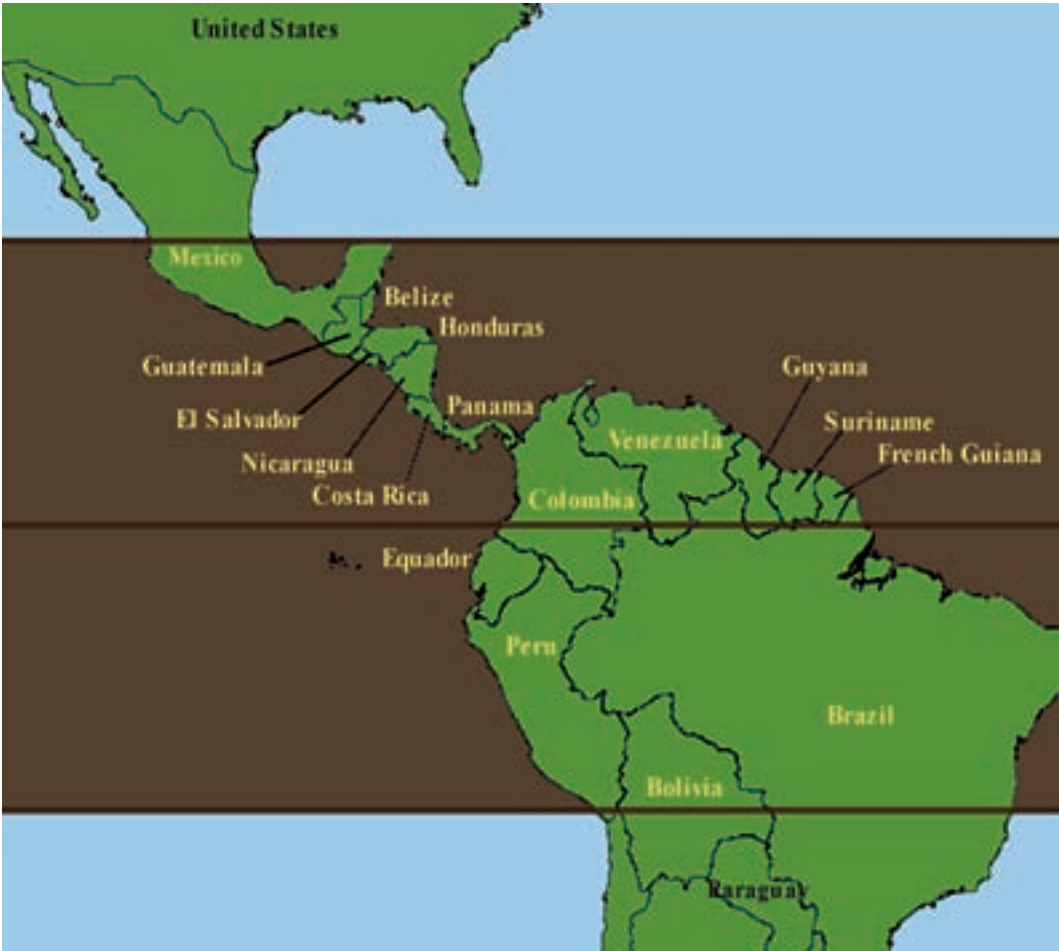 United States
Mexico
Belize
Honduras
Guatemala
Guyana
El Salvador
Panama
Suririname
Venezuela
French Guiana
Nicaragua
Costa Rica
Colombia
Equador
Peru
Brazil
Bolivia
Paraguay